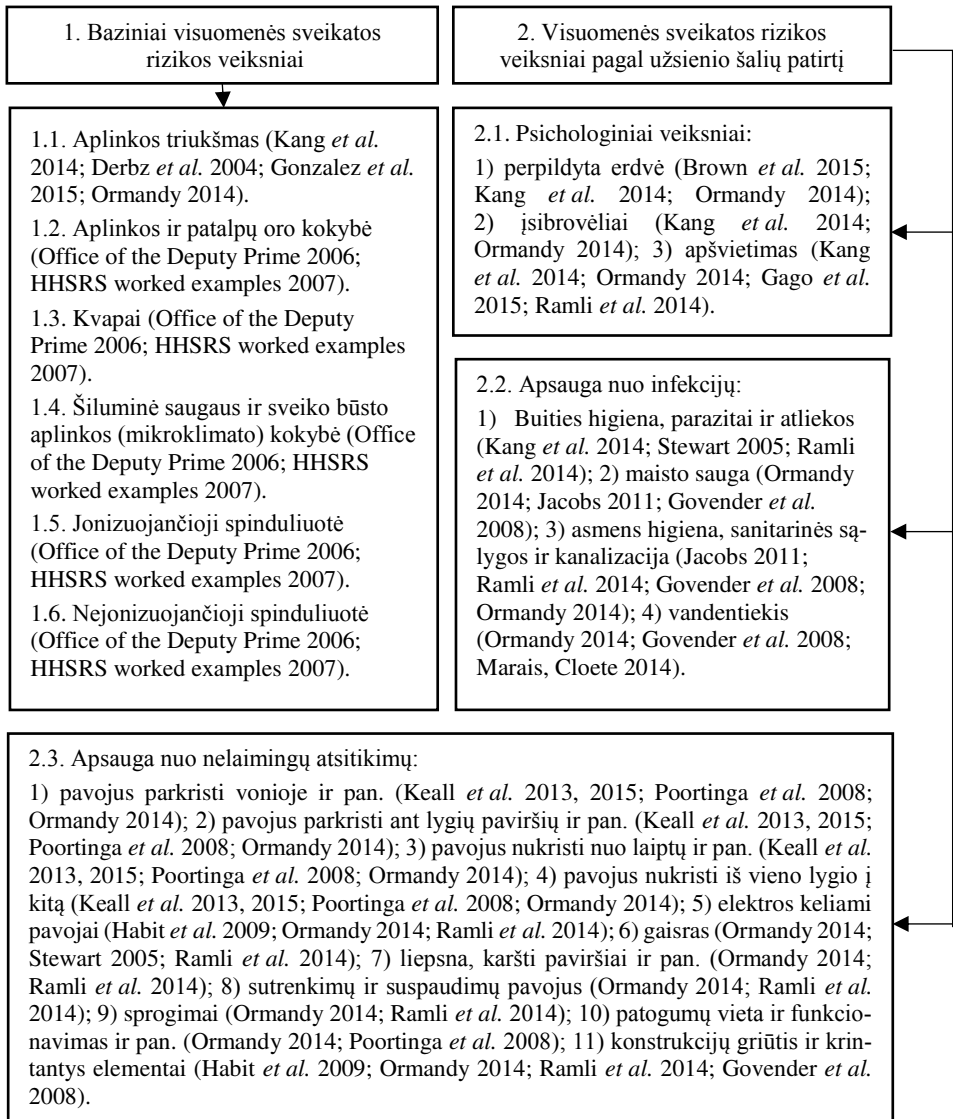 1. Baziniai visuomenės sveikatos
rizikos veiksniai
2. Visuomenės sveikatos rizikos
veiksniai pagal užsienio šalių patirtį
1.1. Aplinkos triukšmas (Kang et al.
2014; Derbz et al. 2004; Gonzalez et al.
2015; Ormandy 2014).
1.2. Aplinkos ir patalpų oro kokybė
(Office of the Deputy Prime 2006;
HHSRS worked examples 2007).
1.3. Kvapai (Office of the Deputy
Prime 2006; HHSRS worked examples
2007).
1.4. Šiluminė saugaus ir sveiko būsto
aplinkos (mikroklimato) kokybė (Office
of the Deputy Prime 2006; HHSRS
worked examples 2007).
1.5. Jonizuojančioji spinduliuotė
(Office of the Deputy Prime 2006;
HHSRS worked examples 2007).
1.6. Nejonizuojančioji spinduliuotė
(Office of the Deputy Prime 2006;
HHSRS worked examples 2007).
2.1. Psichologiniai veiksniai:
1) perpildyta erdvė (Brown et al. 2015;
Kang et al. 2014; Ormandy 2014);
2) įsibrovėliai (Kang et al. 2014;
Ormandy 2014); 3) apšvietimas (Kang
et al. 2014; Ormandy 2014; Gago et al.
2015; Ramli et al. 2014).
2.2. Apsauga nuo infekcijų:
1) Buities higiena, parazitai ir atliekos
(Kang et al. 2014; Stewart 2005; Ramli
et al. 2014); 2) maisto sauga (Ormandy
2014; Jacobs 2011; Govender et al.
2008); 3) asmens higiena, sanitarinės są-
lygos ir kanalizacija (Jacobs 2011;
Ramli et al. 2014; Govender et al. 2008;
Ormandy 2014); 4) vandentiekis
(Ormandy 2014; Govender et al. 2008;
Marais, Cloete 2014).
2.3. Apsauga nuo nelaimingų atsitikimų:
1) pavojus parkristi vonioje ir pan. (Keall et al. 2013, 2015; Poortinga et al. 2008;
Ormandy 2014); 2) pavojus parkristi ant lygių paviršių ir pan. (Keall et al. 2013, 2015;
Poortinga et al. 2008; Ormandy 2014); 3) pavojus nukristi nuo laiptų ir pan. (Keall et al.
2013, 2015; Poortinga et al. 2008; Ormandy 2014); 4) pavojus nukristi iš vieno lygio į
kitą (Keall et al. 2013, 2015; Poortinga et al. 2008; Ormandy 2014); 5) elektros keliami
pavojai (Habit et al. 2009; Ormandy 2014; Ramli et al. 2014); 6) gaisras (Ormandy 2014;
Stewart 2005; Ramli et al. 2014); 7) liepsna, karšti paviršiai ir pan. (Ormandy 2014;
Ramli et al. 2014); 8) sutrenkimų ir suspaudimų pavojus (Ormandy 2014; Ramli et al.
2014); 9) sprogimai (Ormandy 2014; Ramli et al. 2014); 10) patogumų vieta ir funkcio-
navimas ir pan. (Ormandy 2014; Poortinga et al. 2008); 11) konstrukcijų griūtis ir krin-
tantys elementai (Habit et al. 2009; Ormandy 2014; Ramli et al. 2014; Govender et al.
2008).